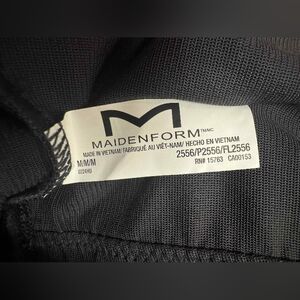 M
MAIDENFORM
MADE IN VIETNAM/ FABRIQUÉ AU VIÊT-NAM/ HECHO EN VIETNAM
M/M/M 2556/P2556/FL2556
RN# 15763 CA00153